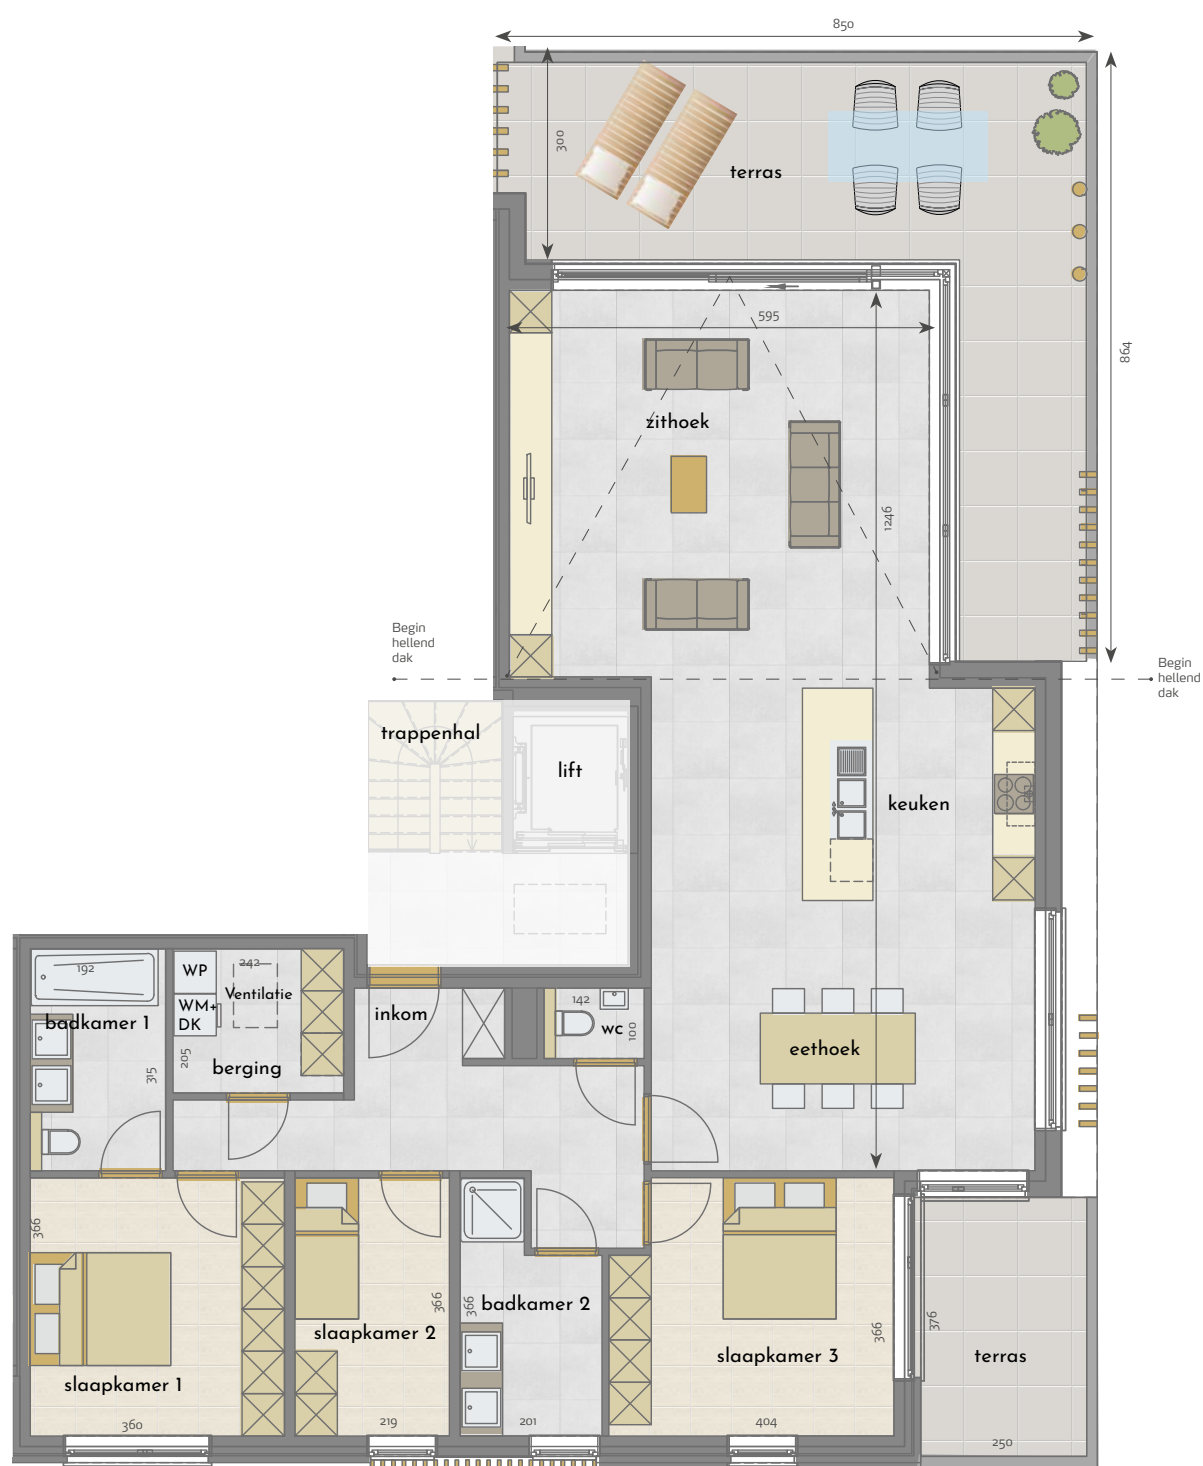 850
300
terras
595
864
zithoek
1246
Begin
hellend
dak
Begin
hellend
dak
trappenhal
lift
keuken
192
WP
242
Ventilatie
WM+
DK
badkamer 1
205
315
berging
inkom
142
wc
100
eethoek
366
366
366
badkamer 2
slaapkamer 2
366
376
slaapkamer 3
terras
slaapkamer 1
360
219
201
404
250